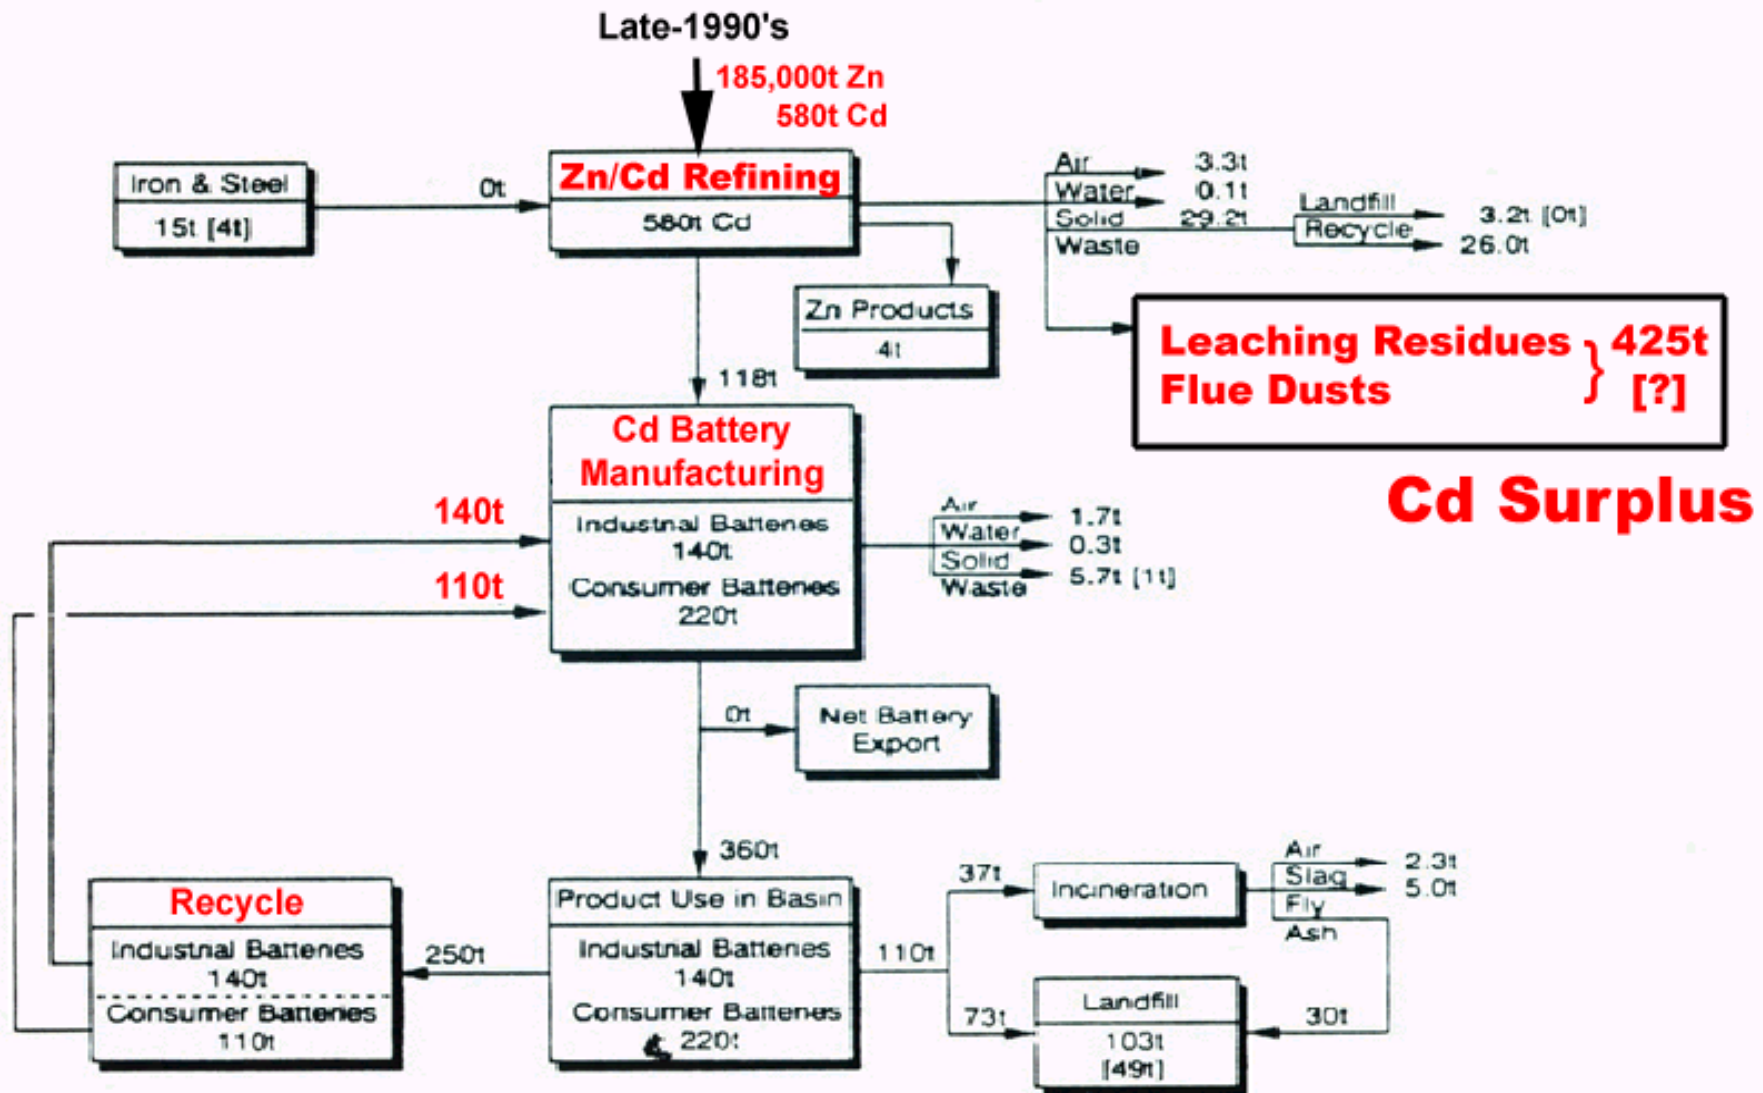 Late-1990's
185,000t Zn
580t Cd
Iron & Steel
15t [4t]
0t
Zn/Cd Refining
580t Cd
Air 3.3t
Water 0.1t
Solid 29.2t
Waste
Landfill 3.2t [0t]
Recycle 26.0t
Zn Products
4t
Leaching Residues } 425t
Flue Dusts [?]
Cd Surplus
118t
Cd Battery
Manufacturing
Industrial Batteries
140t
Consumer Batteries
220t
140t
110t
Air 1.7t
Water 0.3t
Solid
Waste 5.7t [1t]
0t
Net Battery
Export
360t
Recycle
Industrial Batteries
140t
Consumer Batteries
110t
250t
Product Use in Basin
Industrial Batteries
140t
Consumer Batteries
220t
110t
37t
Incineration
Air 2.3t
Slag 5.0t
Fly
Ash
73t
Landfill
103t
[49t]
30t